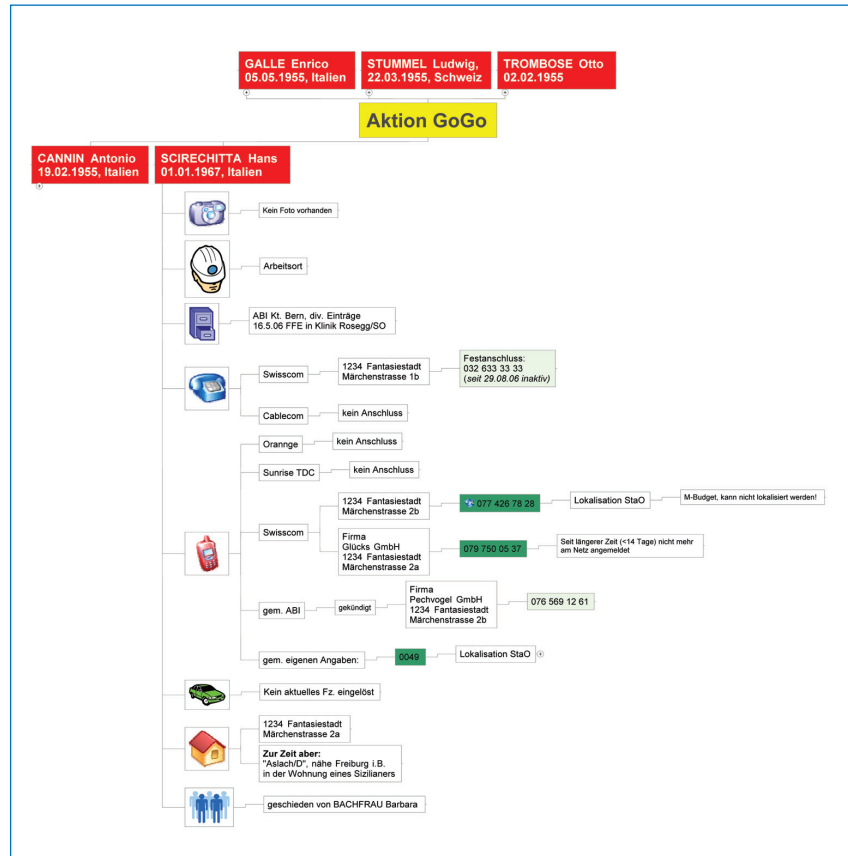 GALLE Enrico
05.05.1955, Italien
STUMMEL Ludwig,
22.03.1955, Schweiz
TROMBOSE Otto
02.02.1955
Aktion GoGo
CANNIN Antonio
19.02.1955, Italien
SCIRECHITTA Hans
01.01.1967, Italien
Kein Foto vorhanden
Arbeitsort
ABI Kt. Bern, div. Einträge
16.5.06 FFE in Klinik Rosegg/SO
Swisscom
1234 Fantasiestadt
Märchenstrasse 1b
Festanschluss:
032 633 33 33
(seit 29.08.06 inaktiv)
Cablecom
kein Anschluss
Orannge
kein Anschluss
Sunrise TDC
kein Anschluss
Swisscom
1234 Fantasiestadt
Märchenstrasse 2b
077 426 78 28
Lokalisation StaO
M-Budget, kann nicht lokalisiert werden!
Firma
Glücks GmbH
1234 Fantasiestadt
Märchenstrasse 2a
079 750 05 37
Seit längerer Zeit (<14 Tage) nicht mehr
am Netz angemeldet
gem. ABI
gekündigt
Firma
Pechvogel GmbH
1234 Fantasiestadt
Märchenstrasse 2b
076 569 12 61
gem. eigenen Angaben:
0049
Lokalisation StaO
Kein aktuelles Fz. eingelöst
1234 Fantasiestadt
Märchenstrasse 2a
Zur Zeit aber:
"Aslach/D", nähe Freiburg i.B.
in der Wohnung eines Sizilianers
geschieden von BACHFRAU Barbara